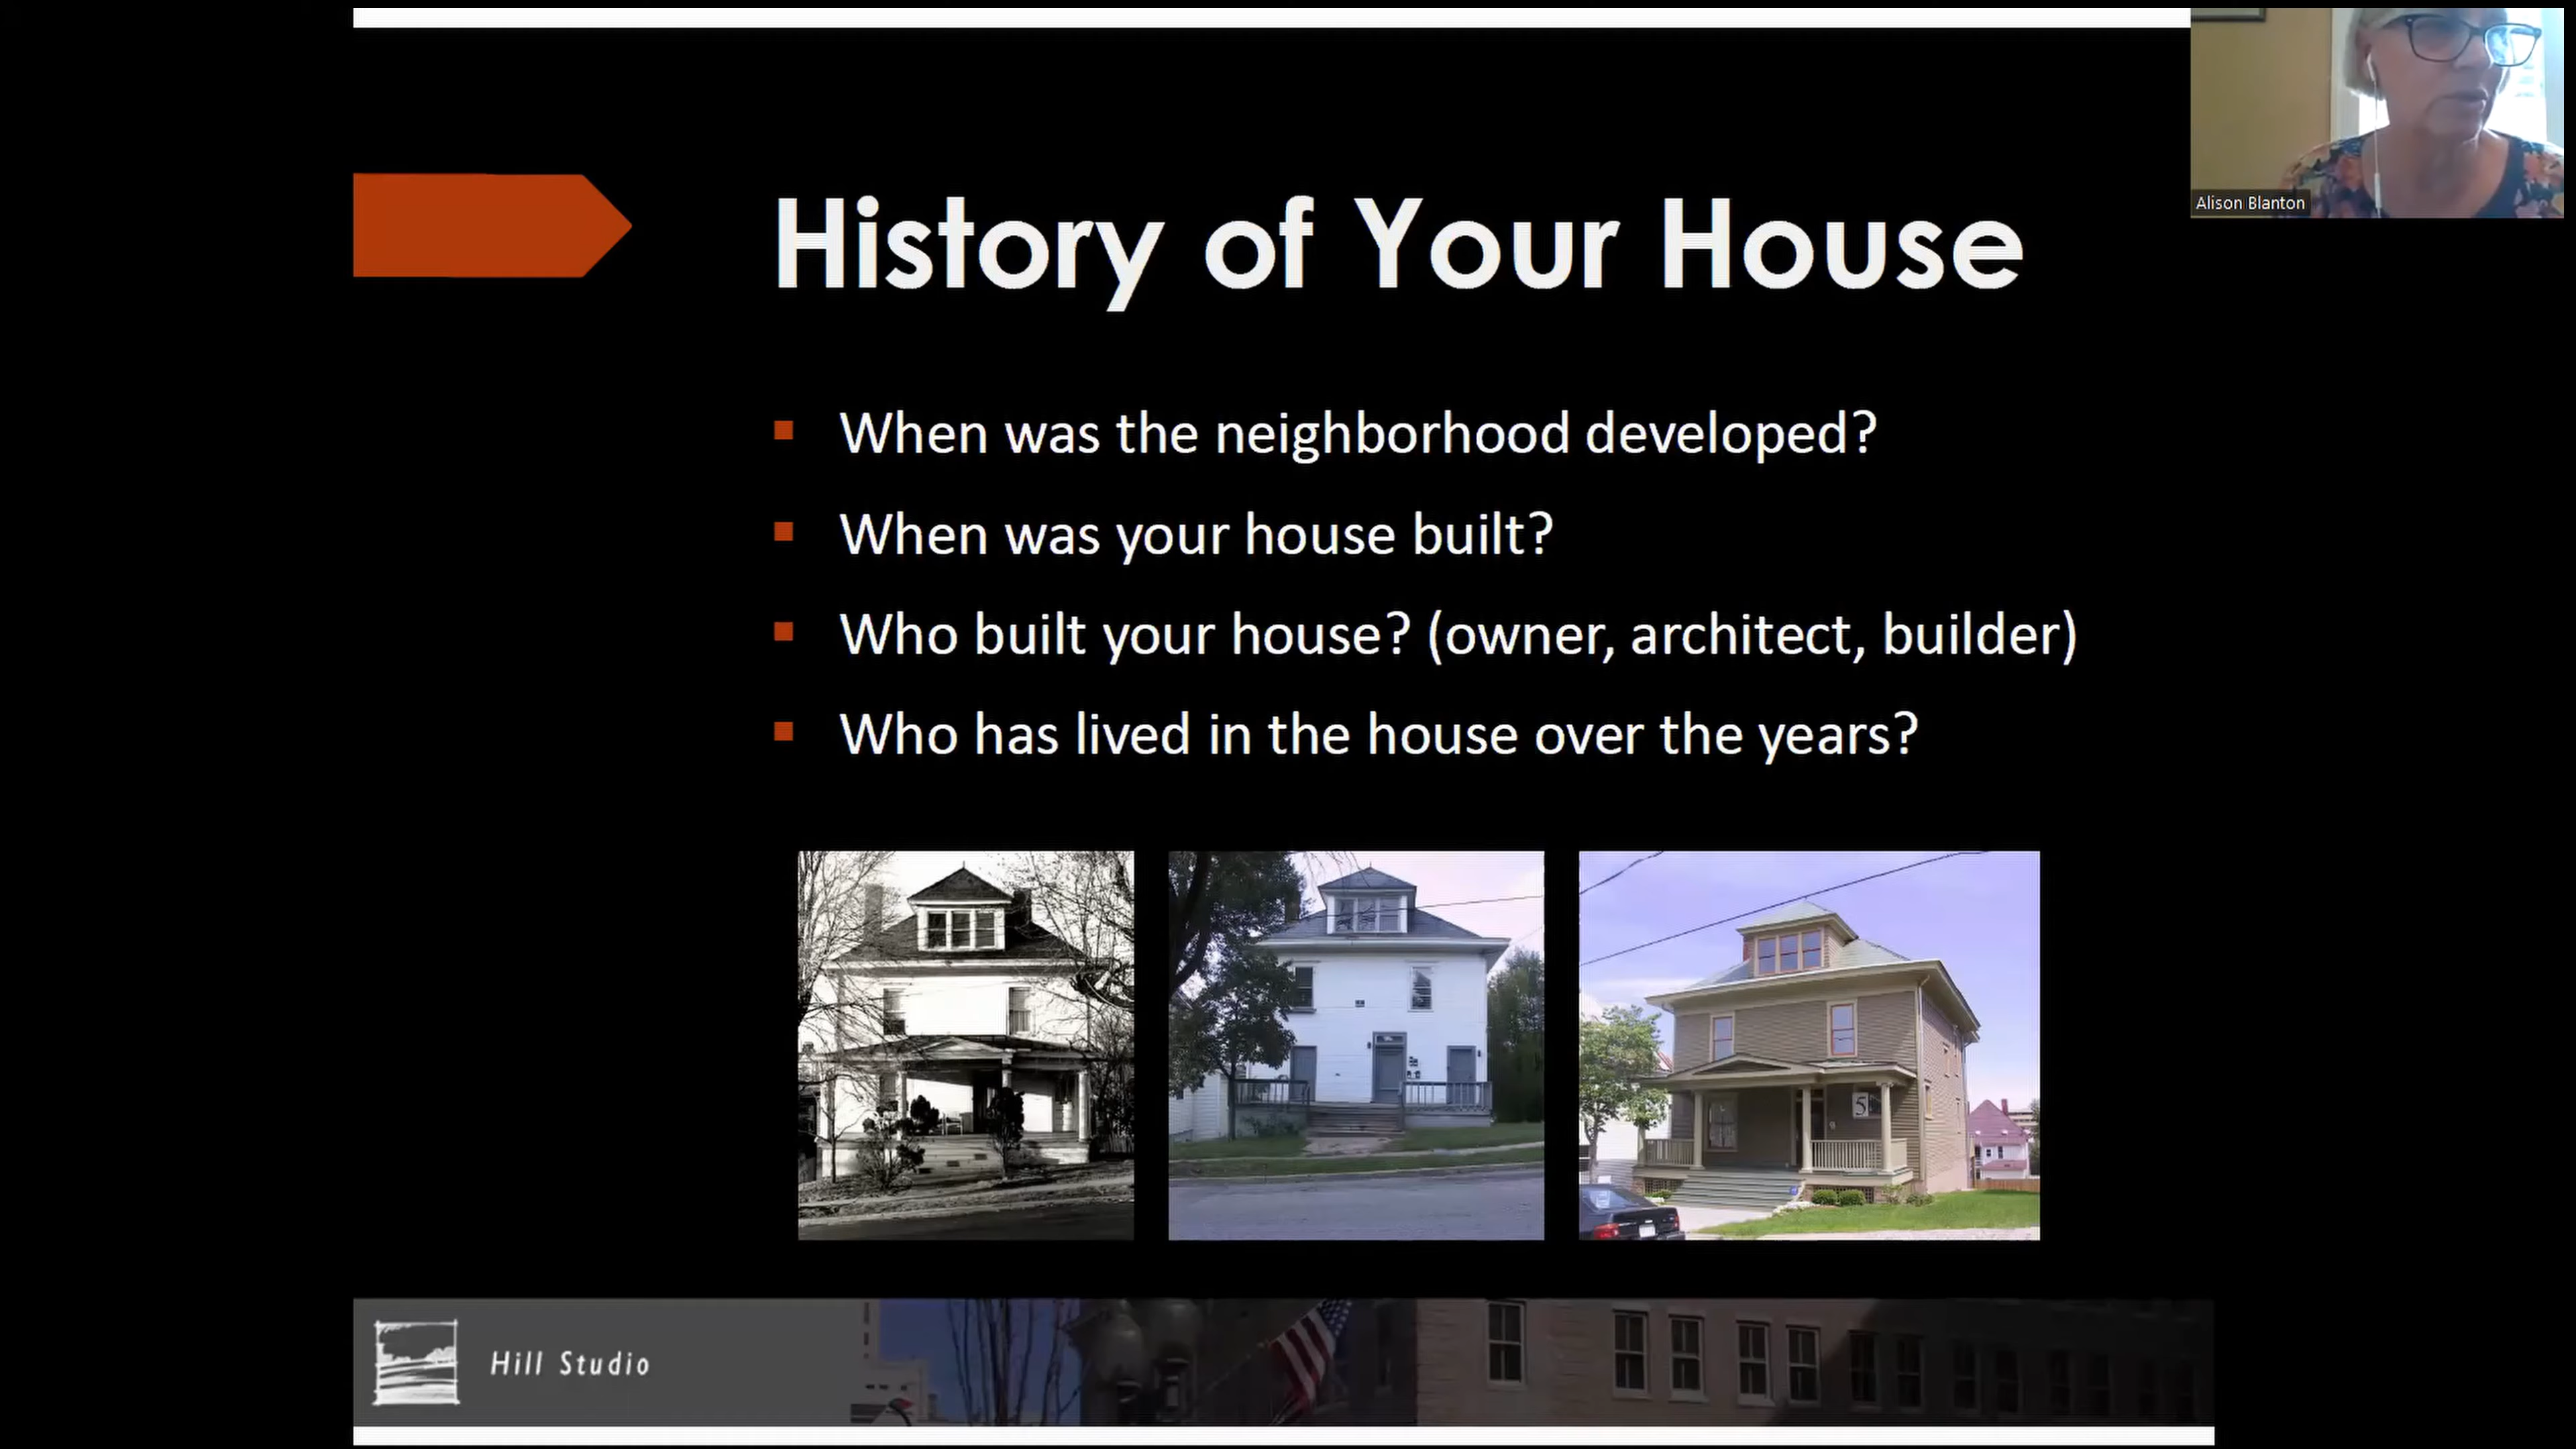 Alison Blanton
History of Your House
When was the neighborhood developed?
When was your house built?
Who built your house? (owner, architect, builder)
Who has lived in the house over the years?
5
Hill Studio